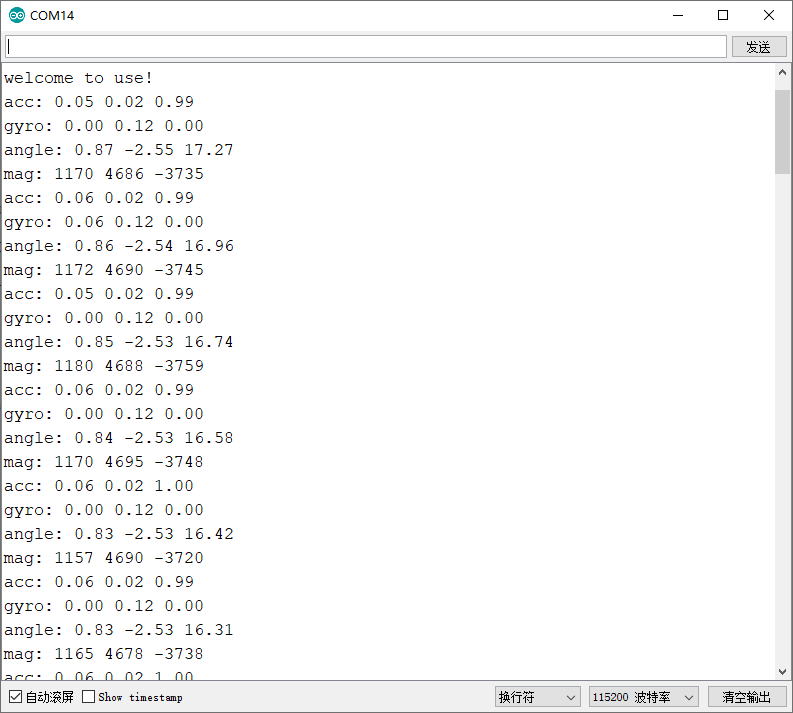 COM14
发送
welcome to use!
acc: 0.05 0.02 0.99
gyro: 0.00 0.12 0.00
angle: 0.87 -2.55 17.27
mag: 1170 4686 -3735
acc: 0.06 0.02 0.99
gyro: 0.06 0.12 0.00
angle: 0.86 -2.54 16.96
mag: 1172 4690 -3745
acc: 0.05 0.02 0.99
gyro: 0.00 0.12 0.00
angle: 0.85 -2.53 16.74
mag: 1180 4688 -3759
acc: 0.06 0.02 0.99
gyro: 0.00 0.12 0.00
angle: 0.84 -2.53 16.58
mag: 1170 4695 -3748
acc: 0.06 0.02 1.00
gyro: 0.00 0.12 0.00
angle: 0.83 -2.53 16.42
mag: 1157 4690 -3720
acc: 0.06 0.02 0.99
gyro: 0.00 0.12 0.00
angle: 0.83 -2.53 16.31
mag: 1165 4678 -3738
acc: 0.06 0.02 1.00
自动滚屏 Show timestamp 换行符 115200 波特率 清空输出